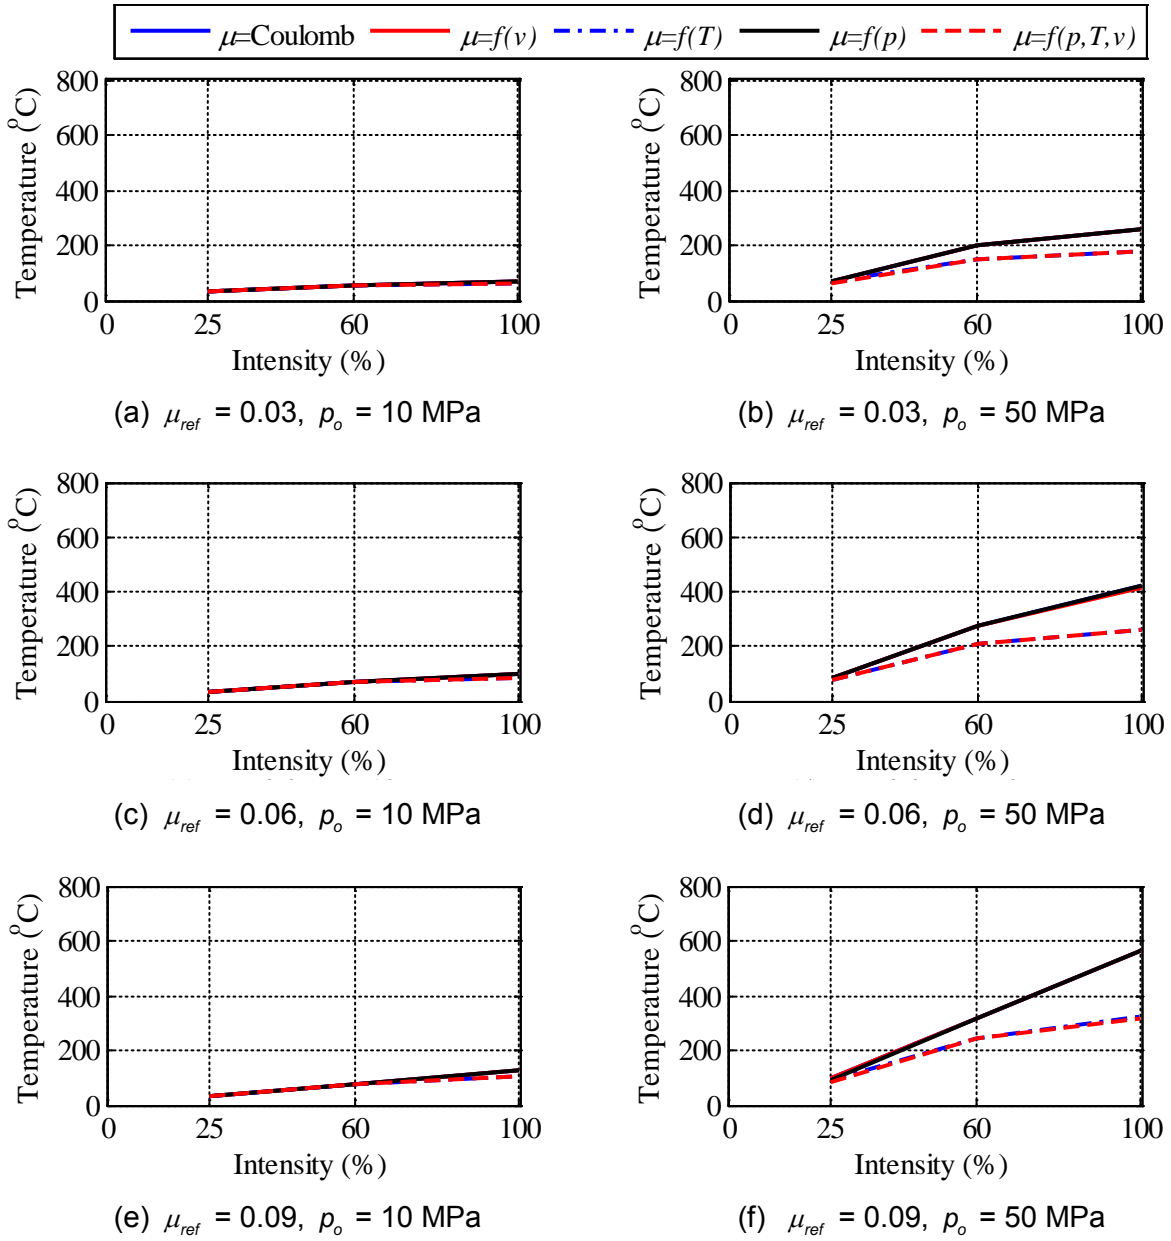 μ=Coulomb μ=f(v) μ=f(T) μ=f(p) μ=f(p,T,v)
Temperature (°C)
800
600
400
200
0
0 25 60 100
Intensity (%)
(a) μref = 0.03, po = 10 MPa
Temperature (°C)
800
600
400
200
0
0 25 60 100
Intensity (%)
(b) μref = 0.03, po = 50 MPa
Temperature (°C)
800
600
400
200
0
0 25 60 100
Intensity (%)
(c) μref = 0.06, po = 10 MPa
Temperature (°C)
800
600
400
200
0
0 25 60 100
Intensity (%)
(d) μref = 0.06, po = 50 MPa
Temperature (°C)
800
600
400
200
0
0 25 60 100
Intensity (%)
(e) μref = 0.09, po = 10 MPa
Temperature (°C)
800
600
400
200
0
0 25 60 100
Intensity (%)
(f) μref = 0.09, po = 50 MPa